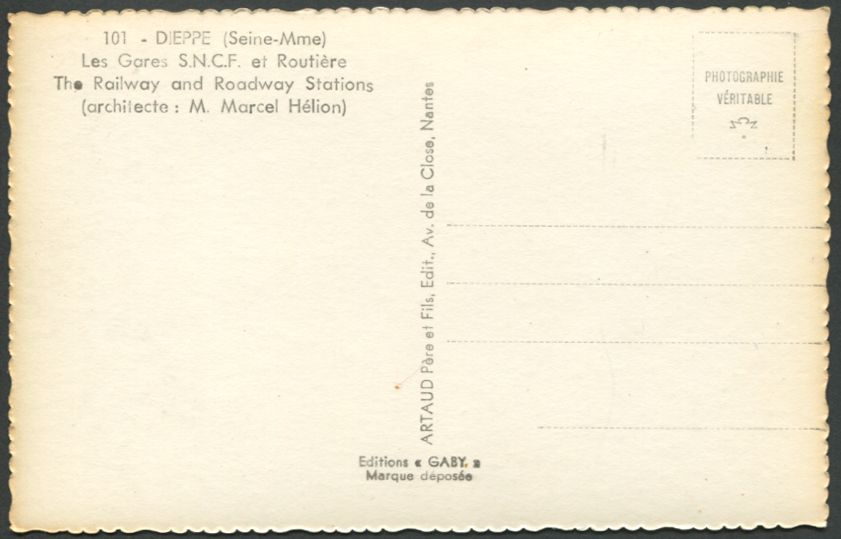 101 - DIEPPE (Seine-Mme)
Les Gares S.N.C.F. et Routière
The Railway and Roadway Stations
(architecte : M. Marcel Hélion)
ARTAUD Père et Fils, Edit., Av. de la Close, Nantes
PHOTOGRAPHIE
VÉRITABLE
Editions « GABY »
Marque déposée